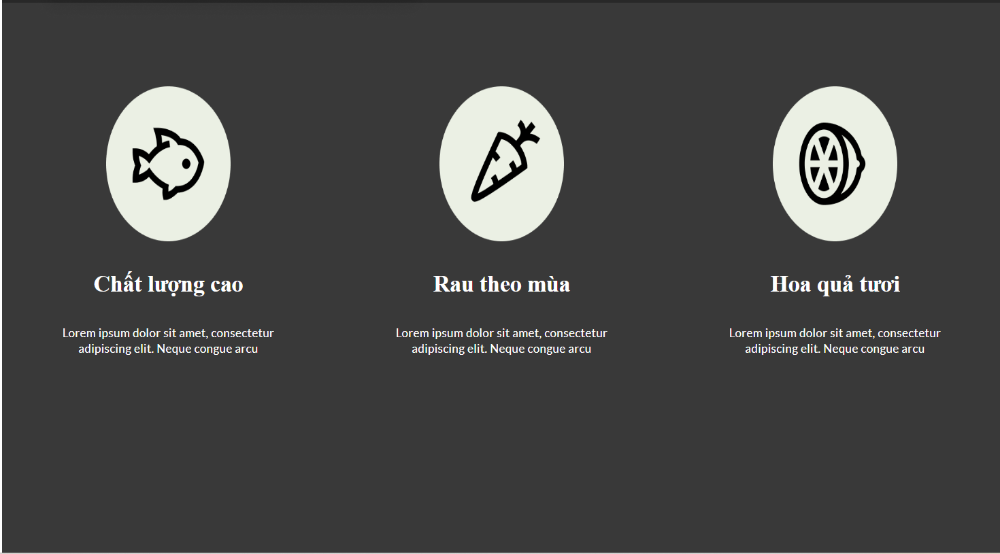 Chất lượng cao
Lorem ipsum dolor sit amet, consectetur
adipiscing elit. Neque congue arcu
Rau theo mùa
Lorem ipsum dolor sit amet, consectetur
adipiscing elit. Neque congue arcu
Hoa quả tươi
Lorem ipsum dolor sit amet, consectetur
adipiscing elit. Neque congue arcu